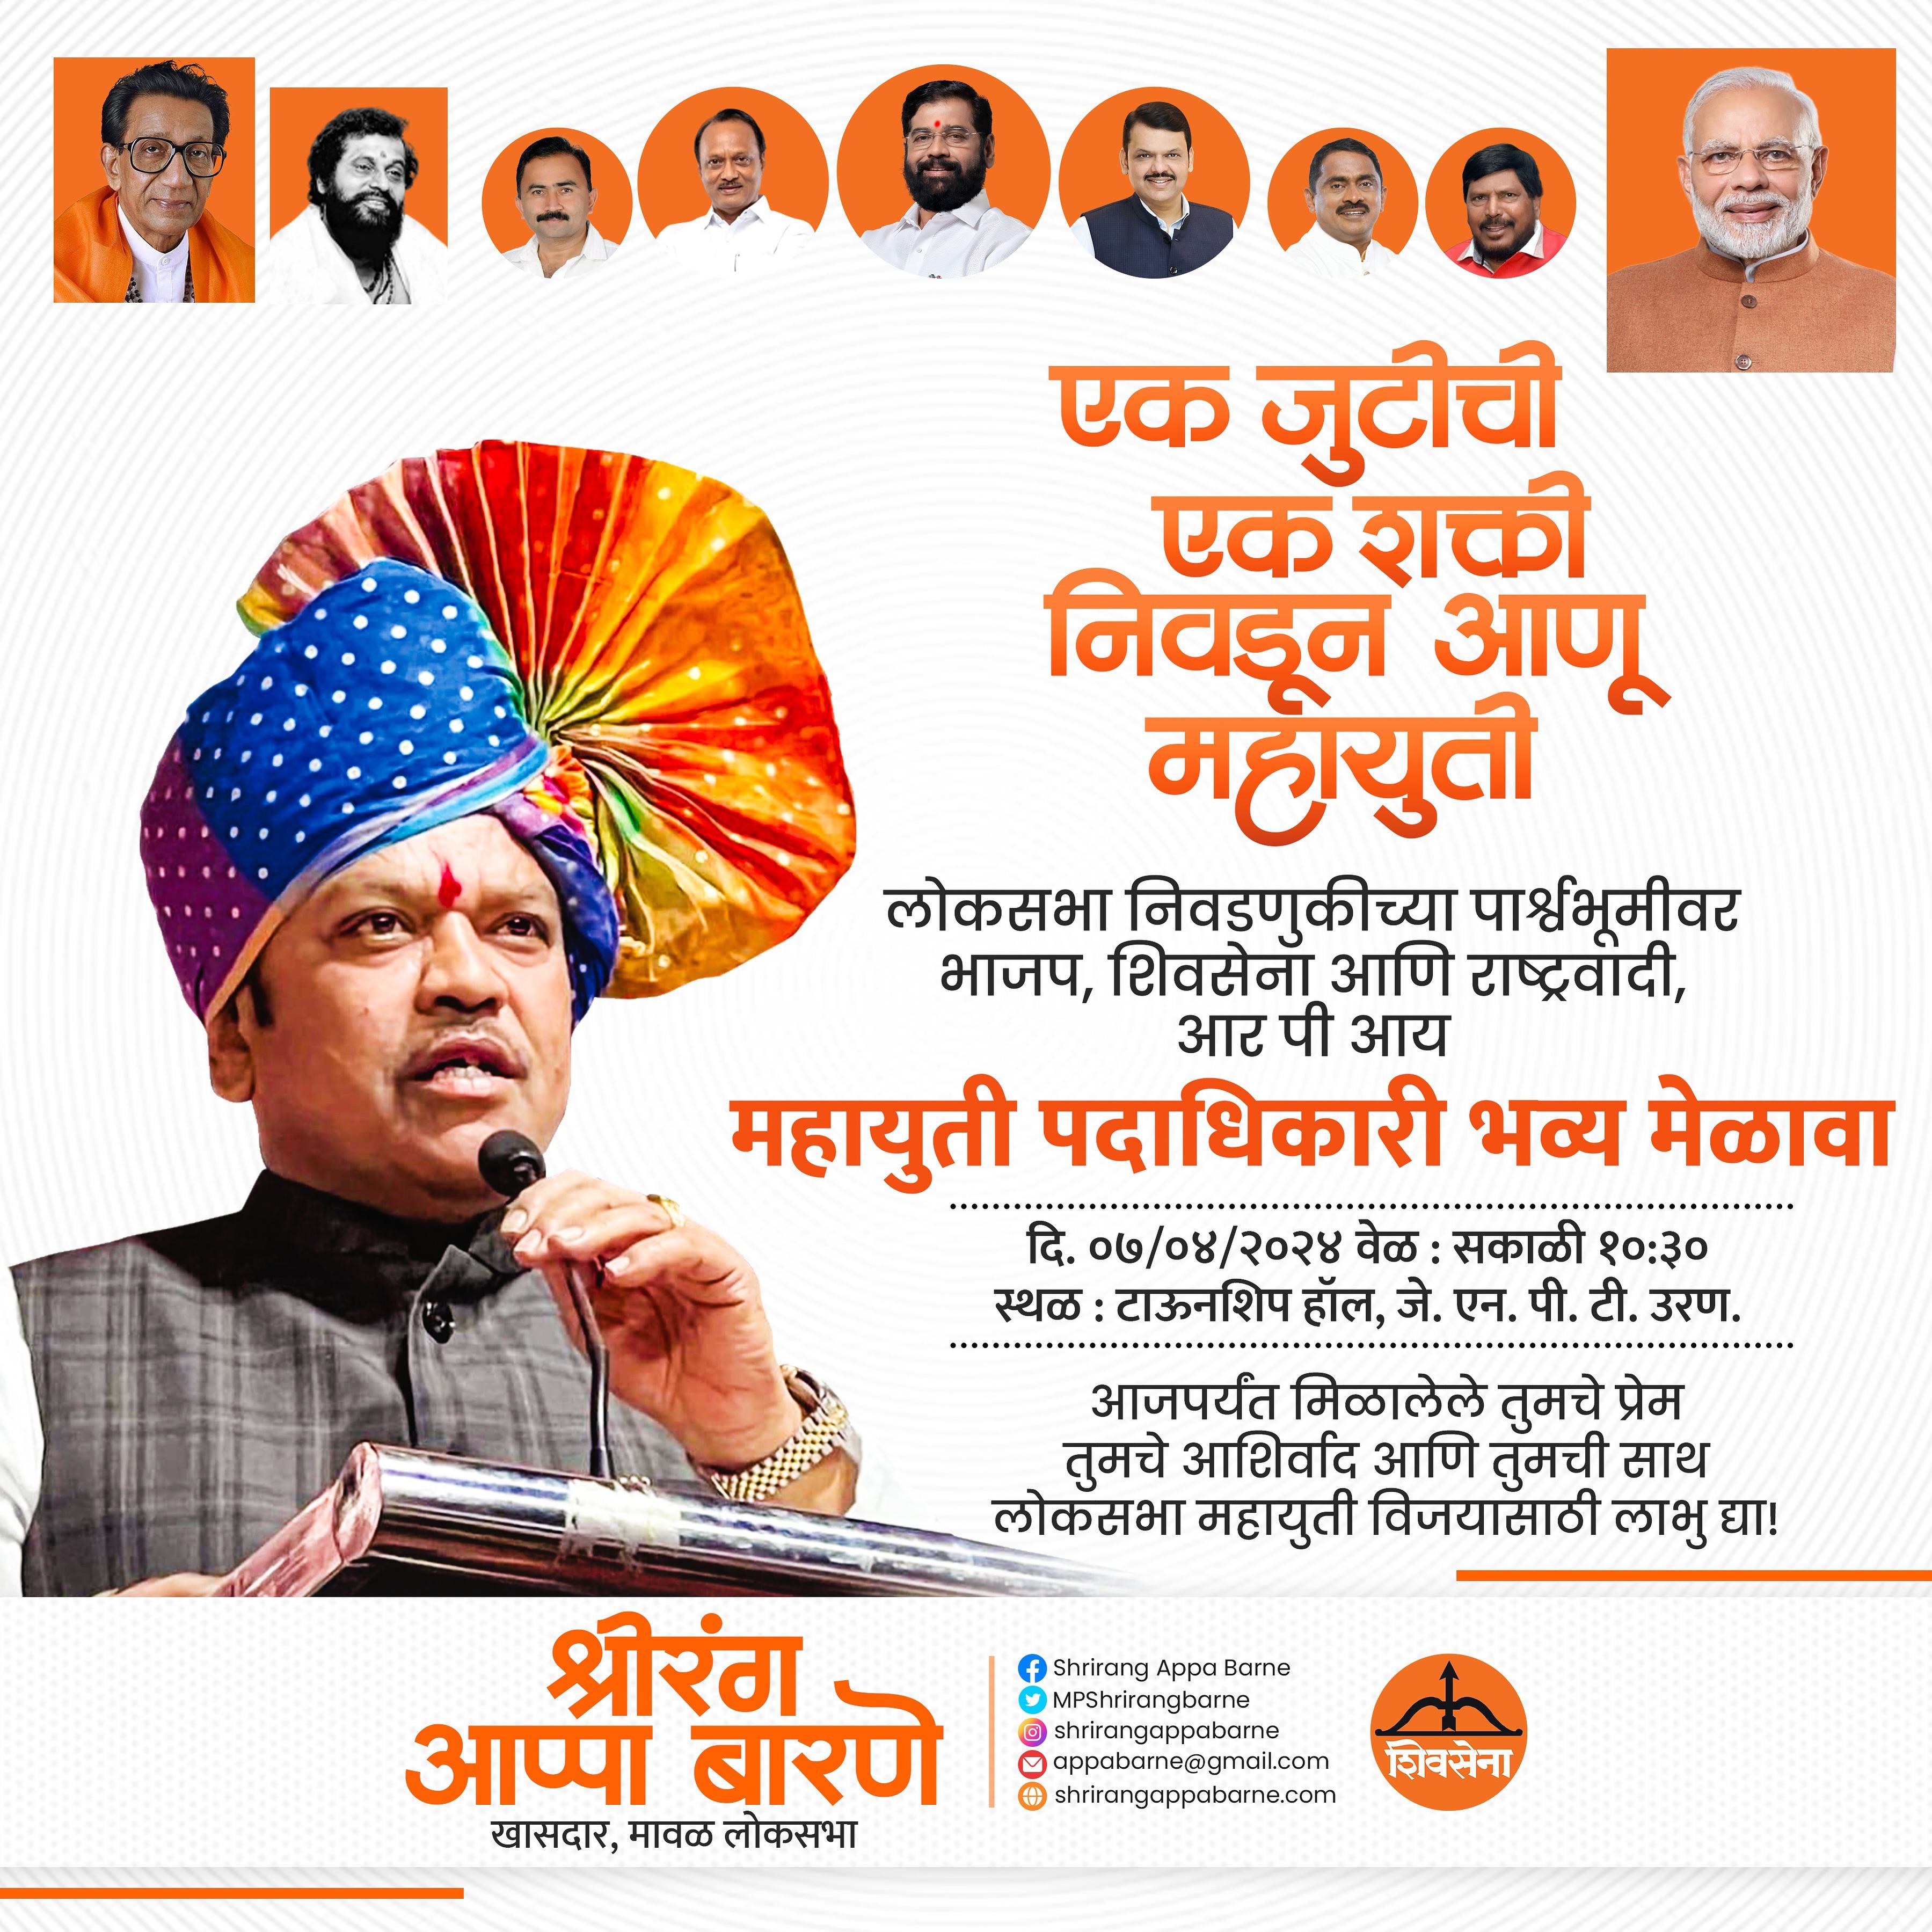 एक जुटीची
एक शक्ती
निवडून आणू
महायुती
लोकसभा निवडणुकीच्या पार्श्वभूमीवर
भाजप, शिवसेना आणि राष्ट्रवादी,
आर पी आय
महायुती पदाधिकारी भव्य मेळावा
दि. ०७/०४/२०२४ वेळ : सकाळी १०:३०
स्थळ : टाऊनशिप हॉल, जे. एन. पी. टी. उरण.
आजपर्यंत मिळालेले तुमचे प्रेम
तुमचे आशिर्वाद आणि तुमची साथ
लोकसभा महायुती विजयासाठी लाभु द्या!
श्रीरंग
आप्पा बारणे
खासदार, मावळ लोकसभा
Shrirang Appa Barne
MPShrirangbarne
shrirangappabarne
appabarne@gmail.com
shrirangappabarne.com
शिवसेना